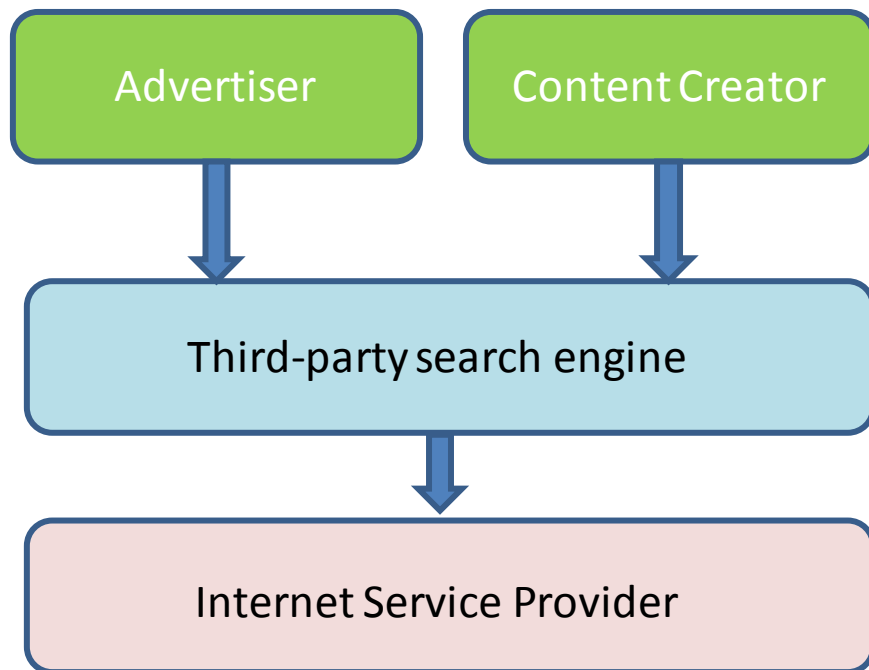 Advertiser
Content Creator
Third-party search engine
Internet Service Provider